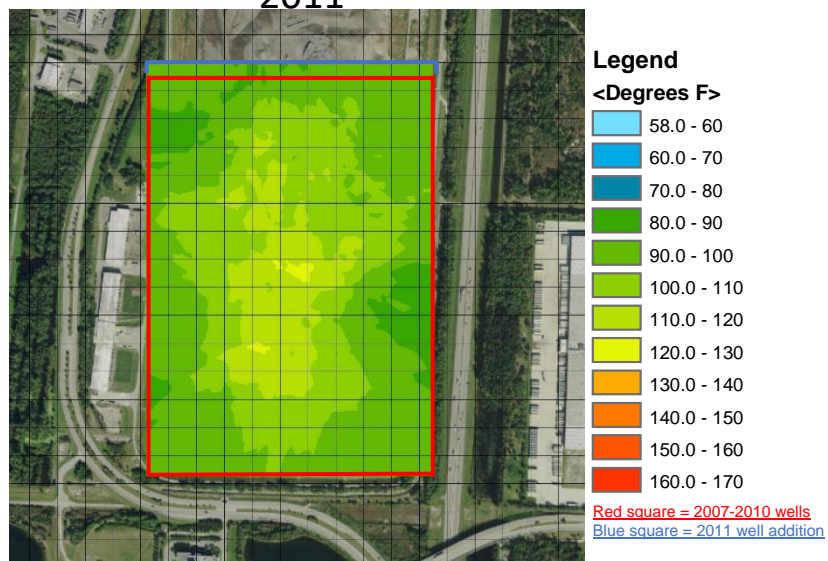 2011
Legend
<Degrees F>
58.0 - 60
60.0 - 70
70.0 - 80
80.0 - 90
90.0 - 100
100.0 - 110
110.0 - 120
120.0 - 130
130.0 - 140
140.0 - 150
150.0 - 160
160.0 - 170
Red square = 2007-2010 wells
Blue square = 2011 well addition